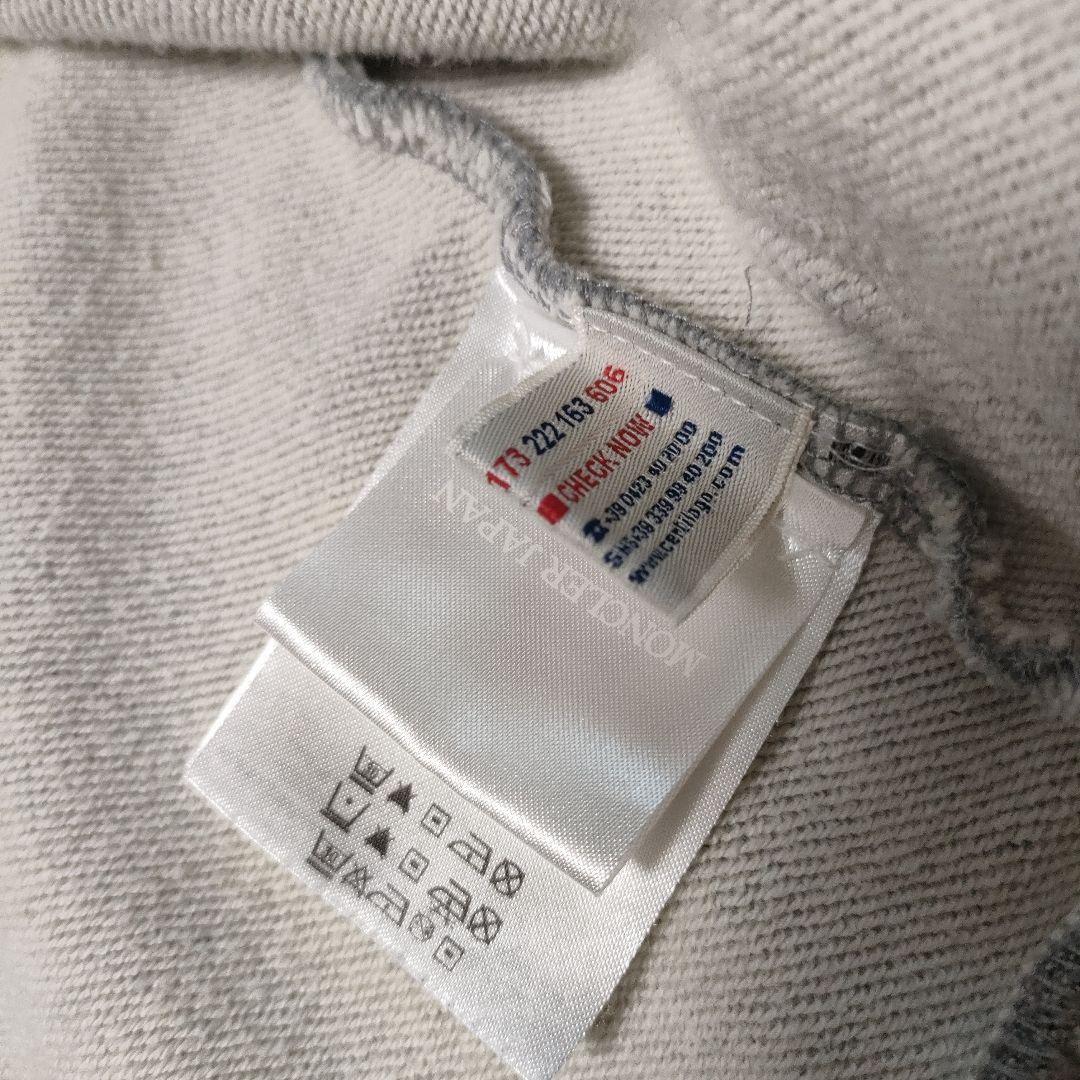 173 222 163 606
CHECK NOW
+39 0423 40 20 00
SMS+39 339 99 40 200
www.certilogo.com
MONCLER JAPAN